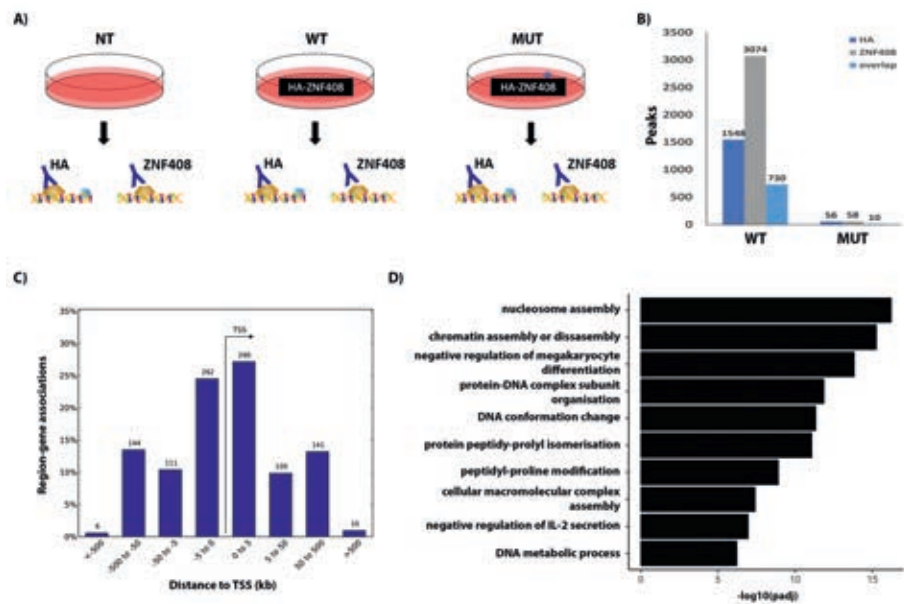 A)
NT
WT
MUT
HA-ZNF408
HA-ZNF408
HA
ZNF408
HA
ZNF408
HA
ZNF408
B)
HA
ZNF408
overlap
3500
3000
2500
2000
1500
1000
500
0
Peaks
1548
3074
730
56
58
10
WT
MUT
C)
35%
30%
25%
20%
15%
10%
5%
0%
Region-gene associations
TSS
6
144
111
262
141
<-500
-500 to -50
-50 to -5
-5 to 0
0 to 5
5 to 50
50 to 500
>500
Distance to TSS (kb)
D)
nucleosome assembly
chromatin assembly or dissasembly
negative regulation of megakaryocyte
differentiation
protein-DNA complex subunit
organisation
DNA conformation change
protein peptidy-prolyl isomerisation
peptidyl-proline modification
cellular macromolecular complex
assembly
negative regulation of IL-2 secretion
DNA metabolic process
0
5
10
15
-log10(padj)